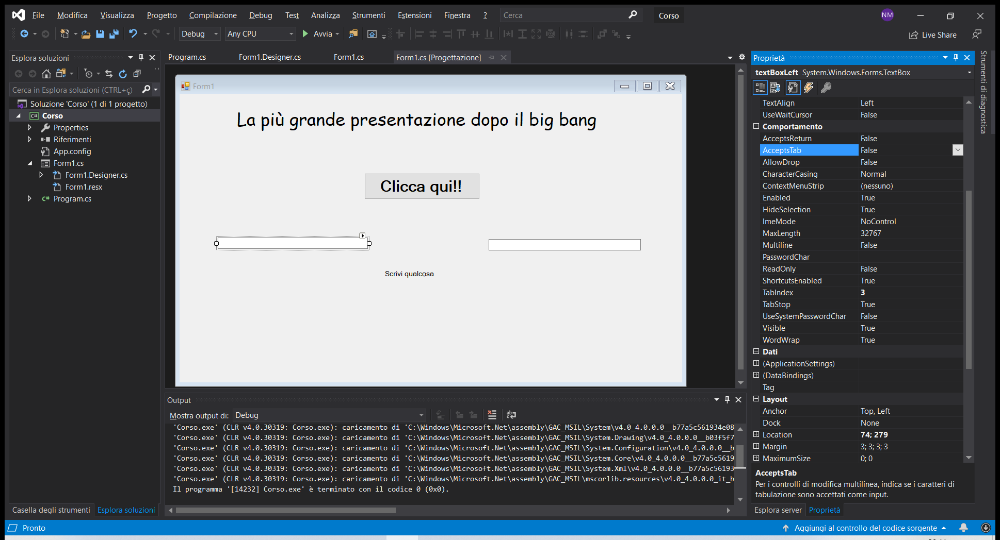 File Modifica Visualizza Progetto Compilazione Debug Test Analizza Strumenti Estensioni Finestra ? Cerca Corso NM
Debug Any CPU Avvia Live Share
Esplora soluzioni
Cerca in Esplora soluzioni (CTRL+ç)
Soluzione 'Corso' (1 di 1 progetto)
C# Corso
Properties
Riferimenti
App.config
Form1.cs
Form1.Designer.cs
Form1.resx
C# Program.cs
Casella degli strumenti Esplora soluzioni
Program.cs Form1.Designer.cs Form1.cs Form1.cs [Progettazione]
Form1
La più grande presentazione dopo il big bang
Clicca qui!!
Scrivi qualcosa
Output
Mostra output di: Debug
'Corso.exe' (CLR v4.0.30319: Corso.exe): caricamento di 'C:\Windows\Microsoft.Net\assembly\GAC_MSIL\System\v4.0_4.0.0.0__b77a5c561934e08
'Corso.exe' (CLR v4.0.30319: Corso.exe): caricamento di 'C:\Windows\Microsoft.Net\assembly\GAC_MSIL\System.Drawing\v4.0_4.0.0.0__b03f5f7
'Corso.exe' (CLR v4.0.30319: Corso.exe): caricamento di 'C:\Windows\Microsoft.Net\assembly\GAC_MSIL\System.Configuration\v4.0_4.0.0.0__b
'Corso.exe' (CLR v4.0.30319: Corso.exe): caricamento di 'C:\Windows\Microsoft.Net\assembly\GAC_MSIL\System.Core\v4.0_4.0.0.0__b77a5c5619
'Corso.exe' (CLR v4.0.30319: Corso.exe): caricamento di 'C:\Windows\Microsoft.Net\assembly\GAC_MSIL\System.Xml\v4.0_4.0.0.0__b77a5c56193
'Corso.exe' (CLR v4.0.30319: Corso.exe): caricamento di 'C:\Windows\Microsoft.Net\assembly\GAC_MSIL\mscorlib.resources\v4.0_4.0.0.0_it_b
Il programma '[14232] Corso.exe' è terminato con il codice 0 (0x0).
Proprietà
textBoxLeft System.Windows.Forms.TextBox
TextAlign Left
UseWaitCursor False
Comportamento
AcceptsReturn False
AcceptsTab False
AllowDrop False
CharacterCasing Normal
ContextMenuStrip (nessuno)
Enabled True
HideSelection True
ImeMode NoControl
MaxLength 32767
Multiline False
PasswordChar
ReadOnly False
ShortcutsEnabled True
TabIndex 3
TabStop True
UseSystemPasswordChar False
Visible True
WordWrap True
Dati
(ApplicationSettings)
(DataBindings)
Tag
Layout
Anchor Top, Left
Dock None
Location 74; 279
Margin 3; 3; 3; 3
MaximumSize 0; 0
AcceptsTab
Per i controlli di modifica multilinea, indica se i caratteri di
tabulazione sono accettati come input.
Esplora server Proprietà
Strumenti di diagnostica
Pronto Aggiungi al controllo del codice sorgente